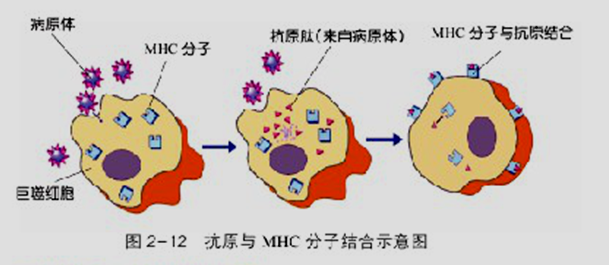 病原体
MHC 分子
抗原肽(来自病原体)
MHC 分子与抗原结合
巨噬细胞
图 2-12 抗原与 MHC 分子结合示意图